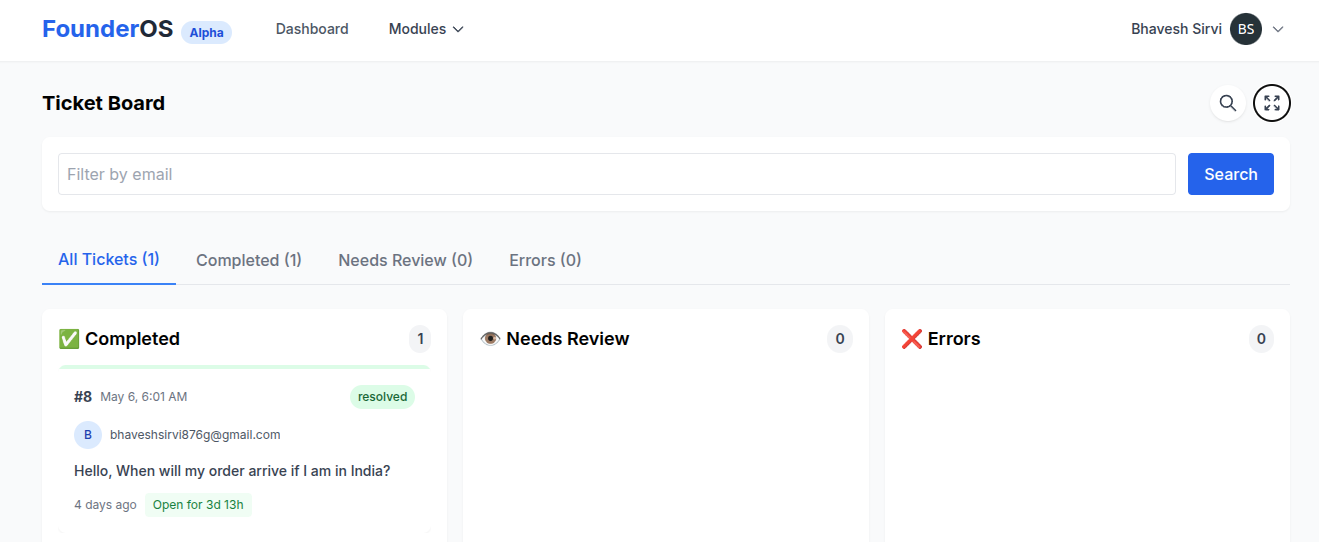 FounderOS Alpha Dashboard Modules Bhavesh Sirvi BS
Ticket Board
Filter by email Search
All Tickets (1) Completed (1) Needs Review (0) Errors (0)
✅ Completed 1
#8 May 6, 6:01 AM resolved
B bhaveshsirvi876g@gmail.com
Hello, When will my order arrive if I am in India?
4 days ago Open for 3d 13h
👁️ Needs Review 0
❌ Errors 0